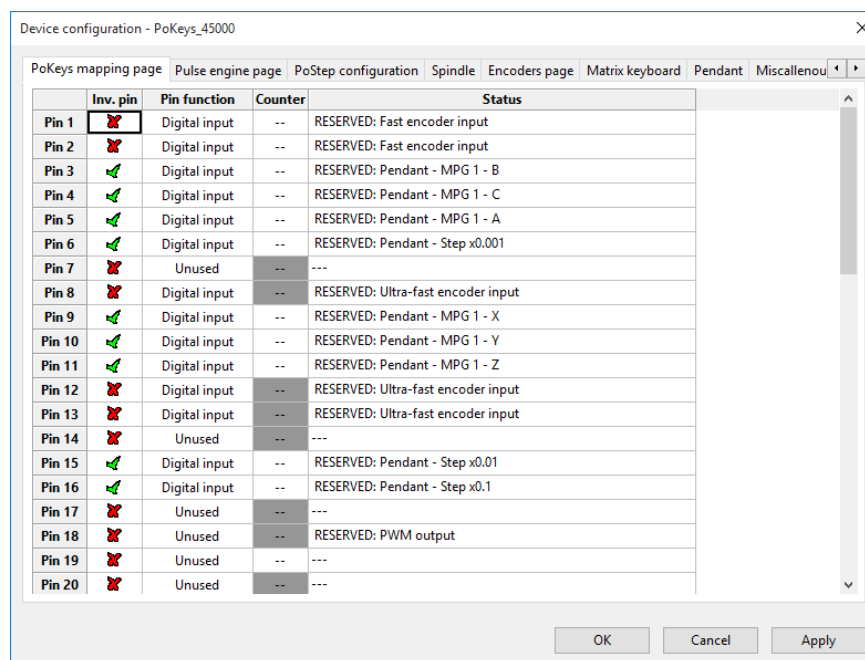 Device configuration - PoKeys_45000
PoKeys mapping page Pulse engine page PoStep configuration Spindle Encoders page Matrix keyboard Pendant Miscallenou
Inv. pin Pin function Counter Status
Pin 1 Digital input -- RESERVED: Fast encoder input
Pin 2 Digital input -- RESERVED: Fast encoder input
Pin 3 Digital input -- RESERVED: Pendant - MPG 1 - B
Pin 4 Digital input -- RESERVED: Pendant - MPG 1 - C
Pin 5 Digital input -- RESERVED: Pendant - MPG 1 - A
Pin 6 Digital input -- RESERVED: Pendant - Step x0.001
Pin 7 Unused -- ---
Pin 8 Digital input -- RESERVED: Ultra-fast encoder input
Pin 9 Digital input -- RESERVED: Pendant - MPG 1 - X
Pin 10 Digital input -- RESERVED: Pendant - MPG 1 - Y
Pin 11 Digital input -- RESERVED: Pendant - MPG 1 - Z
Pin 12 Digital input -- RESERVED: Ultra-fast encoder input
Pin 13 Digital input -- RESERVED: Ultra-fast encoder input
Pin 14 Unused -- ---
Pin 15 Digital input -- RESERVED: Pendant - Step x0.01
Pin 16 Digital input -- RESERVED: Pendant - Step x0.1
Pin 17 Unused -- ---
Pin 18 Unused -- RESERVED: PWM output
Pin 19 Unused -- ---
Pin 20 Unused -- ---
OK Cancel Apply